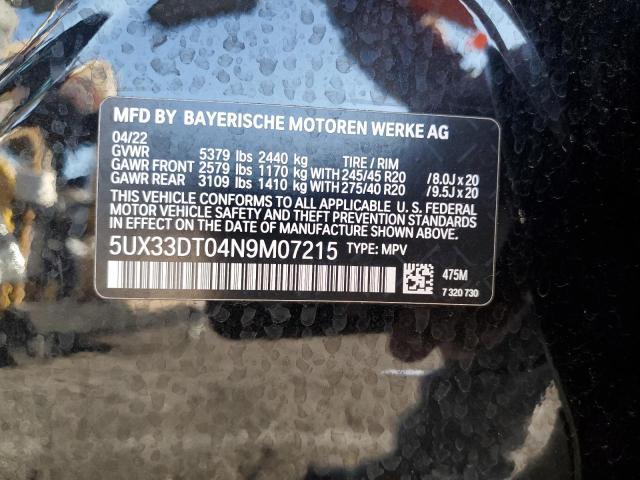 MFD BY BAYERISCHE MOTOREN WERKE AG
04/22
GVWR 5379 lbs 2440 kg TIRE / RIM
GAWR FRONT 2579 lbs 1170 kg WITH 245/45 R20 /8.0J x 20
GAWR REAR 3109 lbs 1410 kg WITH 275/40 R20 /9.5J x 20
THIS VEHICLE CONFORMS TO ALL APPLICABLE U. S. FEDERAL
MOTOR VEHICLE SAFETY, AND THEFT PREVENTION STANDARDS
IN EFFECT ON THE DATE OF MANUFACTURE SHOWN ABOVE.
5UX33DT04N9M07215 TYPE: MPV
475M
7 320 730